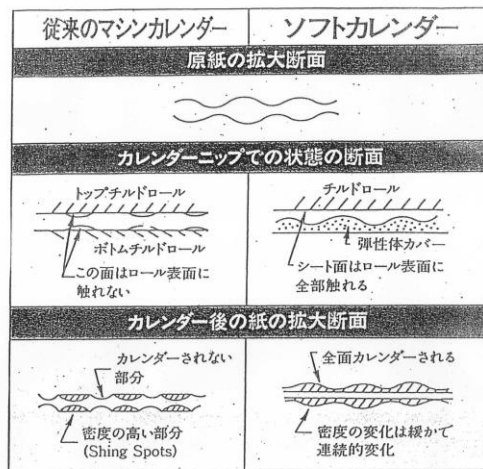 従来のマシンカレンダー
ソフトカレンダー
原紙の拡大断面
カレンダーニップでの状態の断面
トップチルドロール
ボトムチルドロール
この面はロール表面に
触れない
チルドロール
弾性体カバー
シート面はロール表面に
全部触れる
カレンダー後の紙の拡大断面
カレンダーされない
部分
密度の高い部分
(Shing Spots)
全面カレンダーされる
密度の変化は緩かで
連続的変化